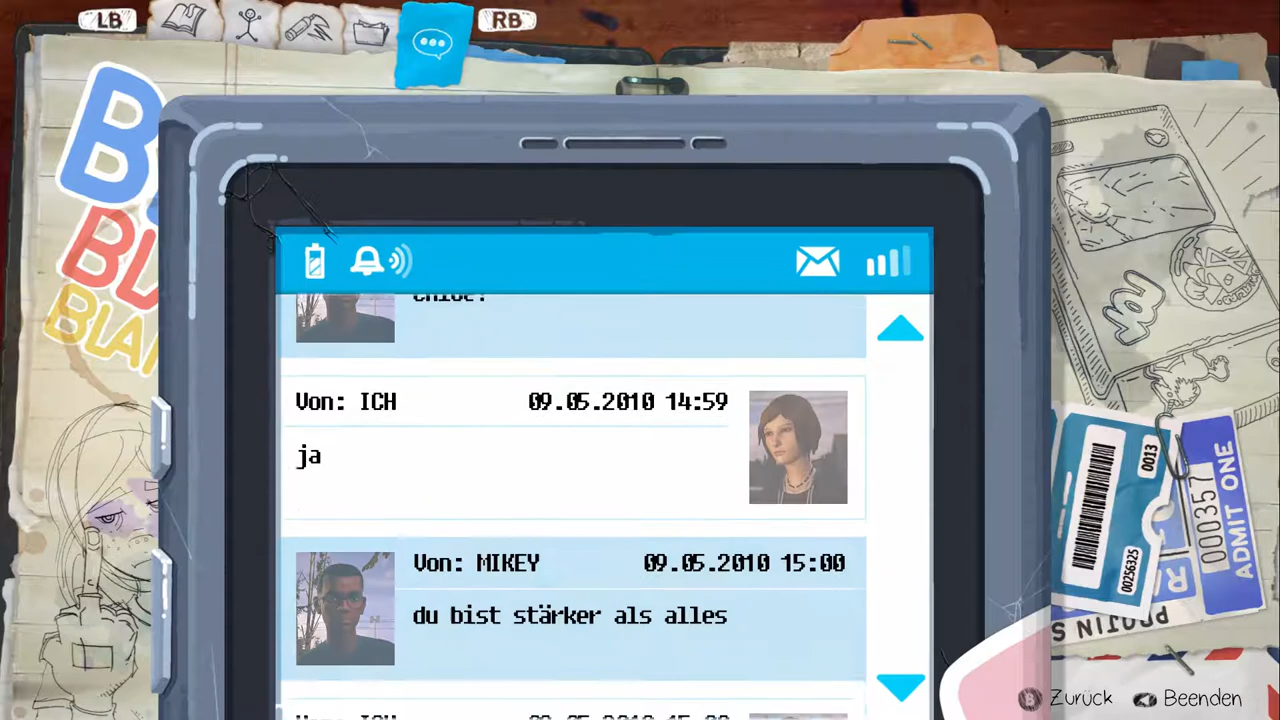 LB
RB
Von: ICH 09.05.2010 14:59
ja
Von: MIKEY 09.05.2010 15:00
du bist stärker als alles
0013
00256325
000357
ADMIT ONE
Zurück
Beenden